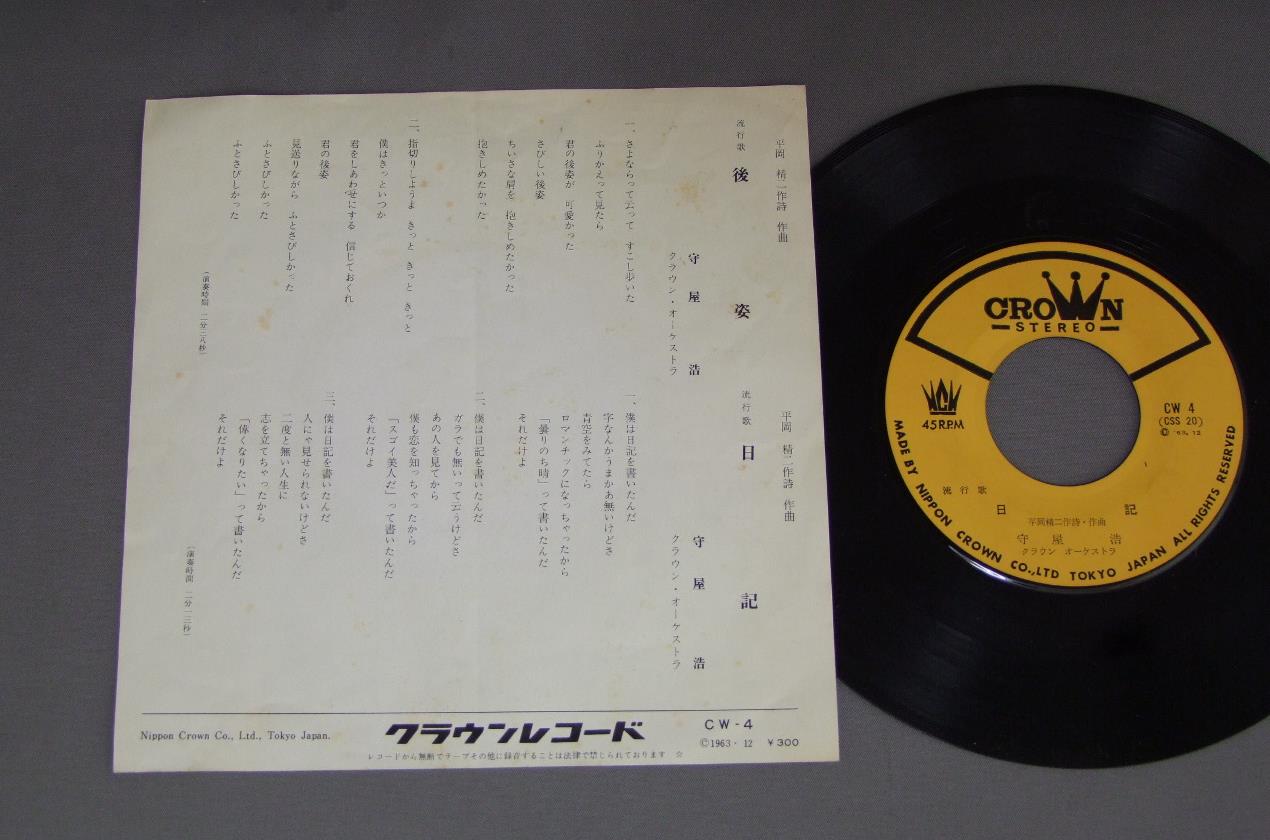 平岡 精二作詩 作曲
流行歌 後姿
守屋 浩
クラウン・オーケストラ
一、さよならって云って すこし歩いた
ふりかえって見たら
君の後姿が 可愛かった
さびしい後姿
ちいさな肩を 抱きしめたかった
抱きしめたかった
二、指切りしようよ きっと きっと きっと
僕はきっといつか
君をしあわせにする 信じておくれ
君の後姿
見送りながら ふとさびしかった
ふとさびしかった
ふとさびしかった
(演奏時間 二分二八秒)
平岡 精二作詩 作曲
流行歌 日記
守屋 浩
クラウン・オーケストラ
一、僕は日記を書いたんだ
字なんかうまかあ無いけどさ
青空をみてたら
ロマンチックになっちゃったから
「曇りのち晴」って書いたんだ
それだけよ
二、僕は日記を書いたんだ
ガラでも無いって云うけどさ
あの人を見てから
僕も恋を知っちゃったから
「スゴイ美人だ」って書いたんだ
それだけよ
三、僕は日記を書いたんだ
人にゃ見せられないけどさ
二度と無い人生に
志を立てちゃったから
「偉くなりたい」って書いたんだ
それだけよ
(演奏時間 二分一三秒)
Nippon Crown Co., Ltd., Tokyo Japan.
クラウンレコード
CW-4
©1963・12 ￥300
レコードから無断でテープその他に録音することは法律で禁じられております ☆
CROWN
STEREO
45 R.P.M
CW 4
(CSS 20)
© '63. 12
流行歌
日記
平岡精二作詩・作曲
守屋 浩
クラウン オーケストラ
MADE BY NIPPON CROWN CO.,LTD TOKYO JAPAN ALL RIGHTS RESERVED